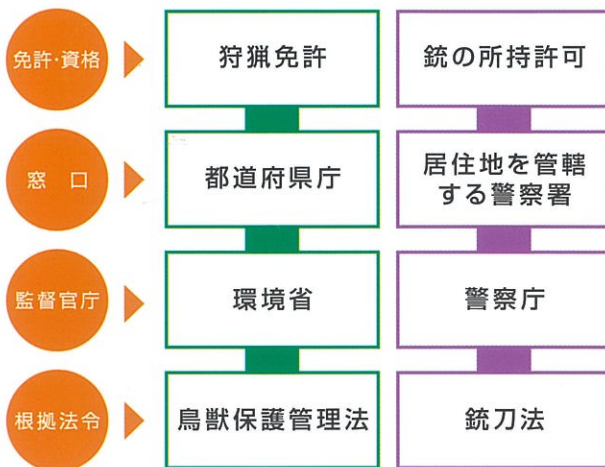 免許・資格
狩猟免許
銃の所持許可
窓 口
都道府県庁
居住地を管轄
する警察署
監督官庁
環境省
警察庁
根拠法令
鳥獣保護管理法
銃刀法